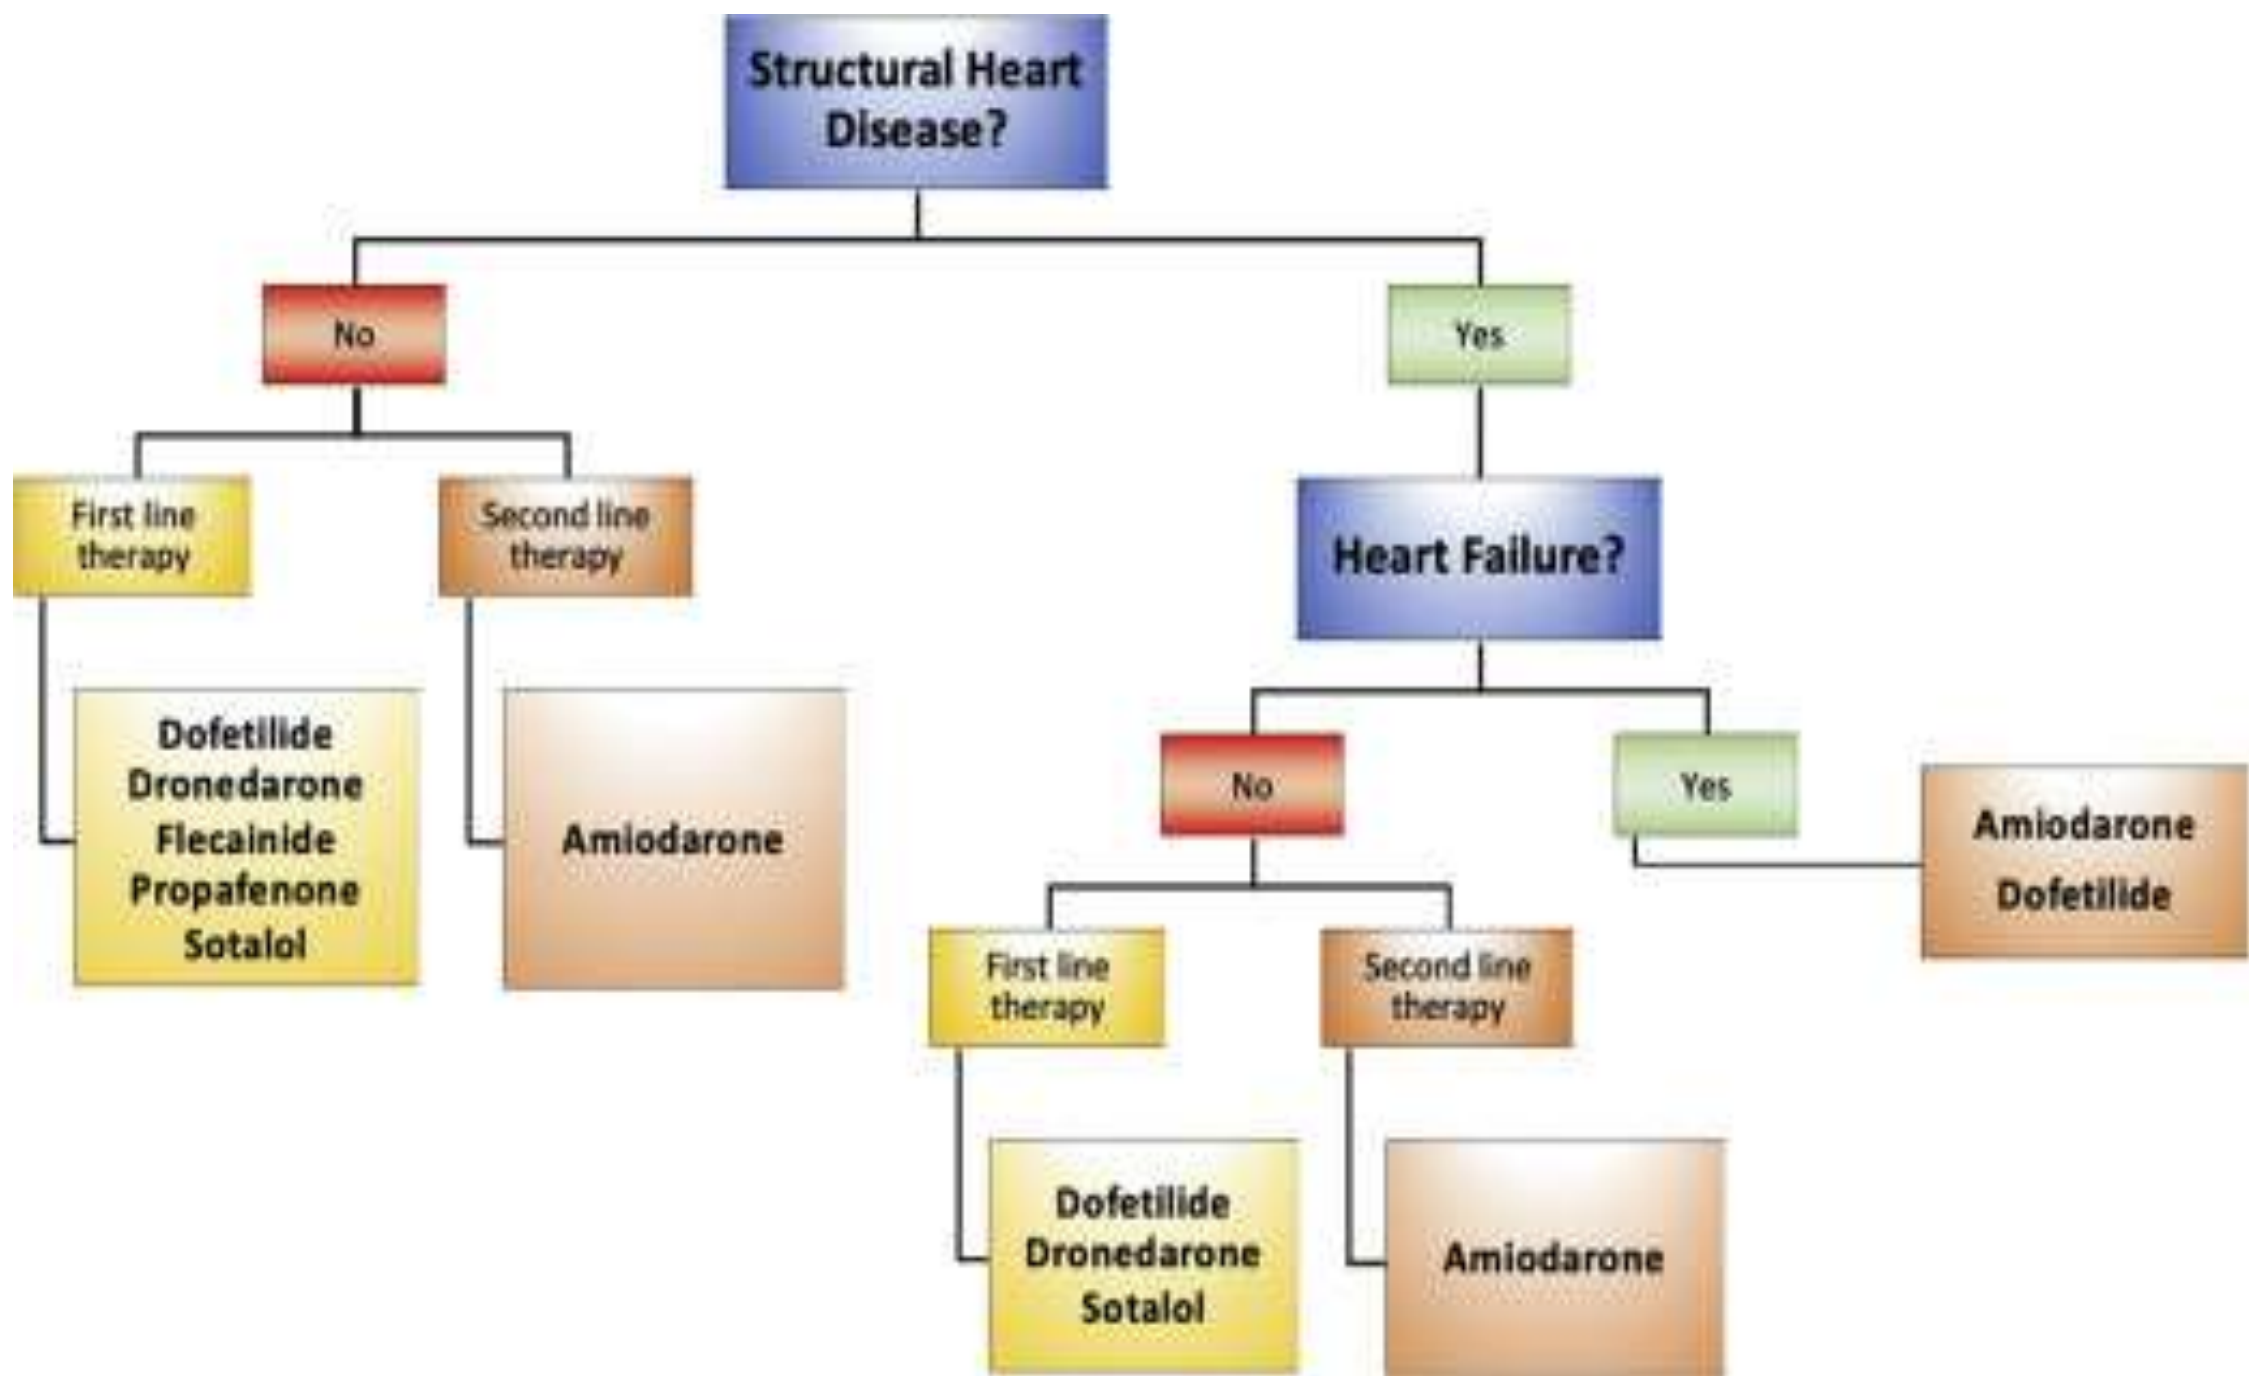 Structural Heart
Disease?
No
Yes
First line
therapy
Second line
therapy
Heart Failure?
Dofetilide
Dronedarone
Flecainide
Propafenone
Sotalol
Amiodarone
No
Yes
Amiodarone
Dofetilide
First line
therapy
Second line
therapy
Dofetilide
Dronedarone
Sotalol
Amiodarone